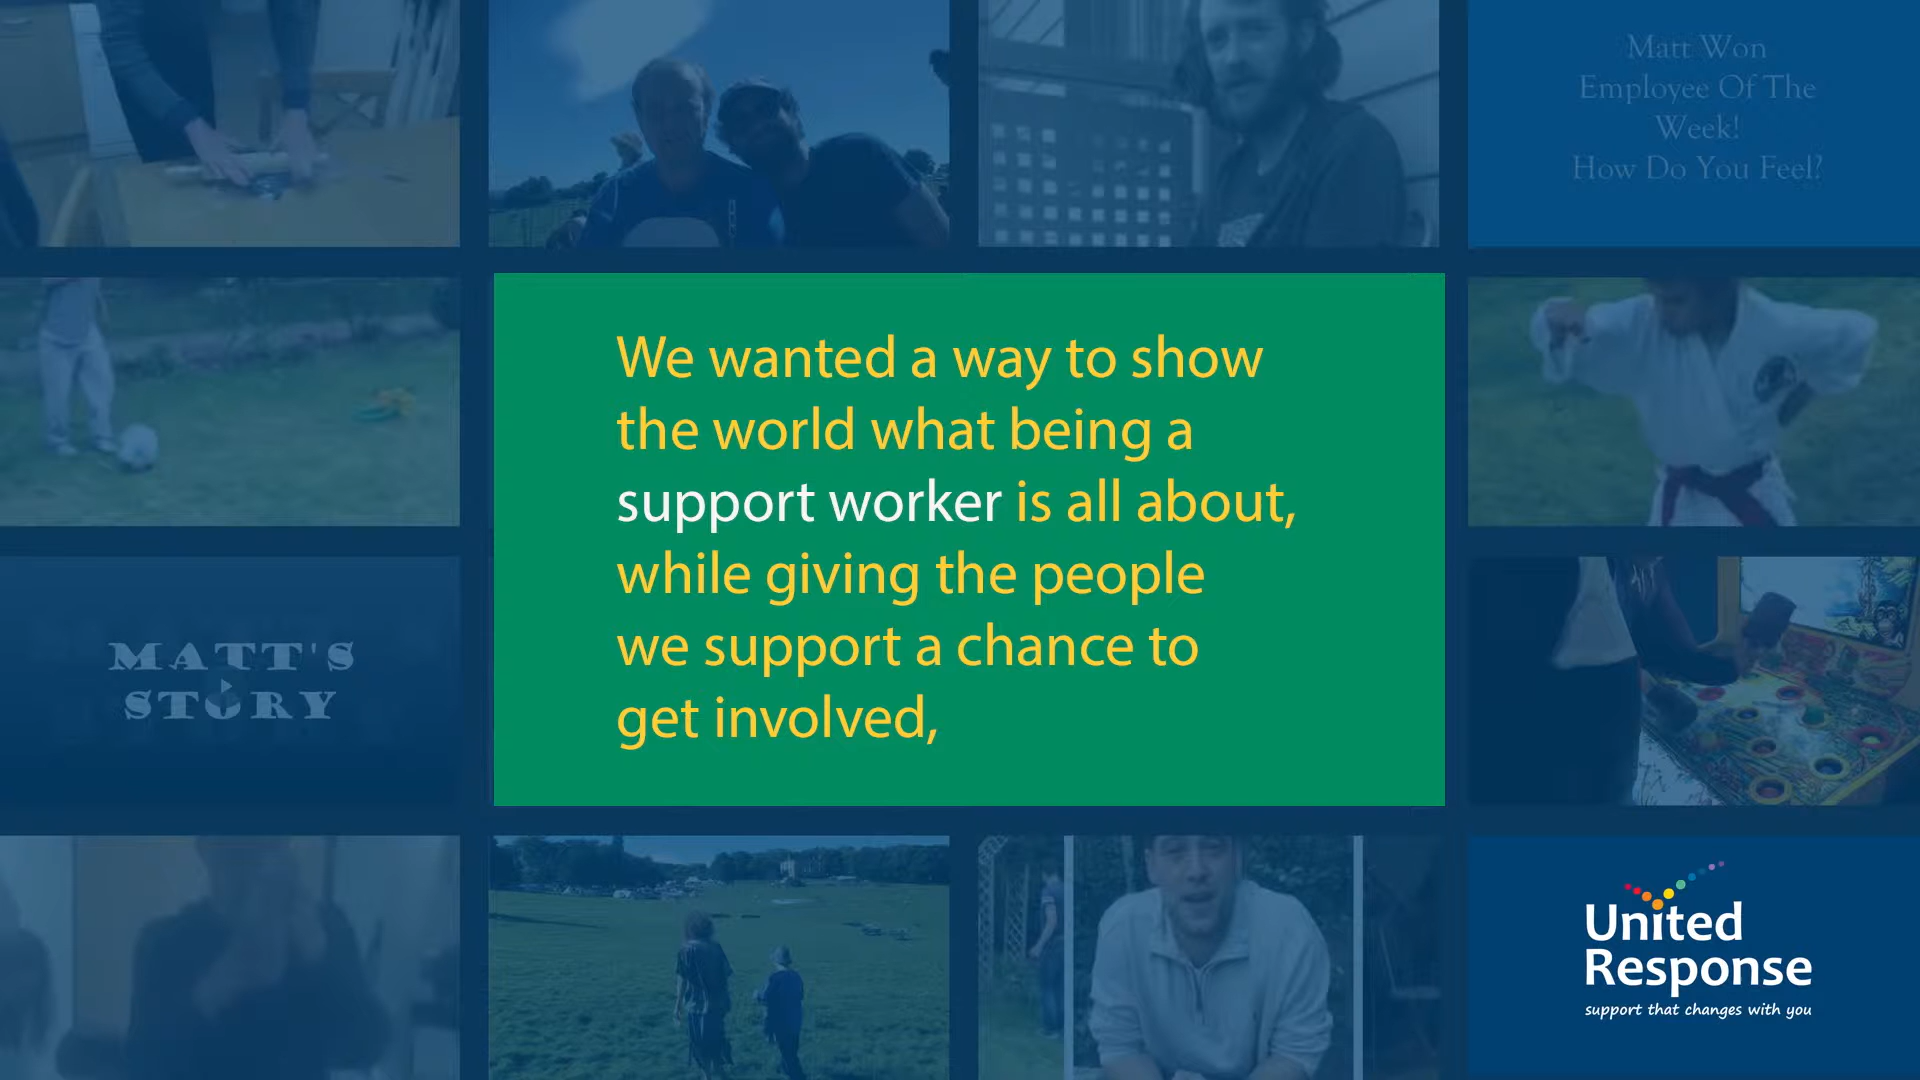 Matt Won
Employee Of The
Week!
How Do You Feel?
We wanted a way to show
the world what being a
support worker is all about,
while giving the people
we support a chance to
get involved,
MATT'S
STORY
United
Response
support that changes with you